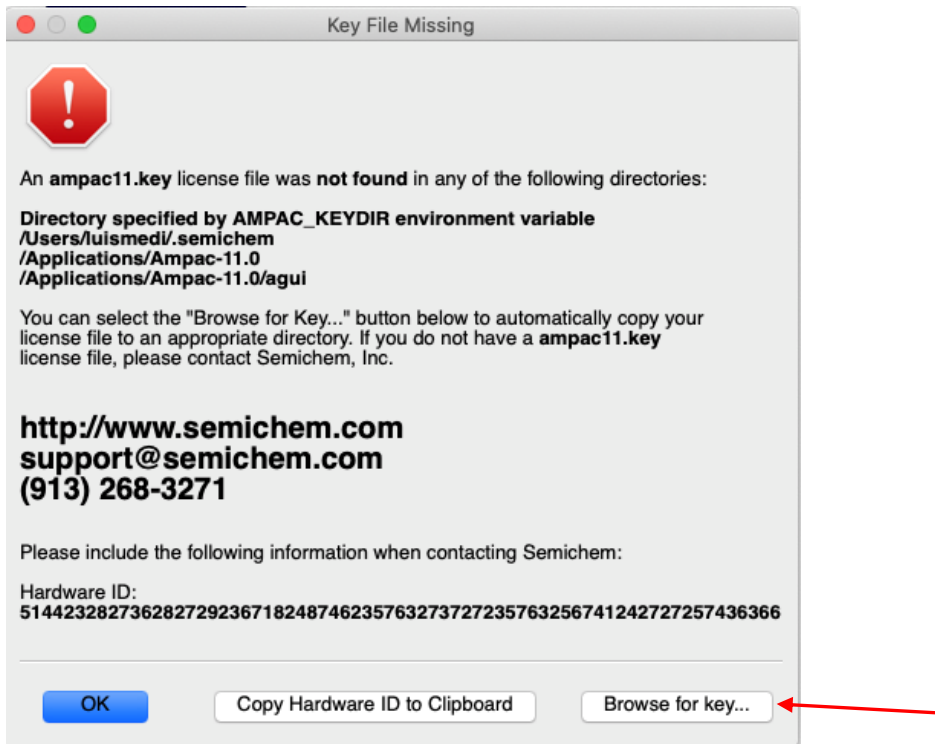 Key File Missing
An ampac11.key license file was not found in any of the following directories:
Directory specified by AMPAC_KEYDIR environment variable
/Users/luismedi/.semichem
/Applications/Ampac-11.0
/Applications/Ampac-11.0/agui
You can select the "Browse for Key..." button below to automatically copy your
license file to an appropriate directory. If you do not have a ampac11.key
license file, please contact Semichem, Inc.
http://www.semichem.com
support@semichem.com
(913) 268-3271
Please include the following information when contacting Semichem:
Hardware ID:
514423282736282729236718248746235763273727235763256741242727257436366
OK
Copy Hardware ID to Clipboard
Browse for key...